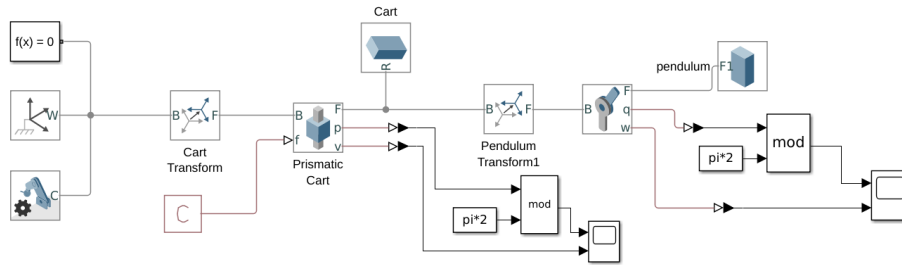 Cart
f(x) = 0
R
pendulum
F1
W
B
F
B
F
f
p
v
B
F
B
F
q
w
mod
pi*2
Cart
Transform
Prismatic
Cart
Pendulum
Transform1
C
C
mod
pi*2